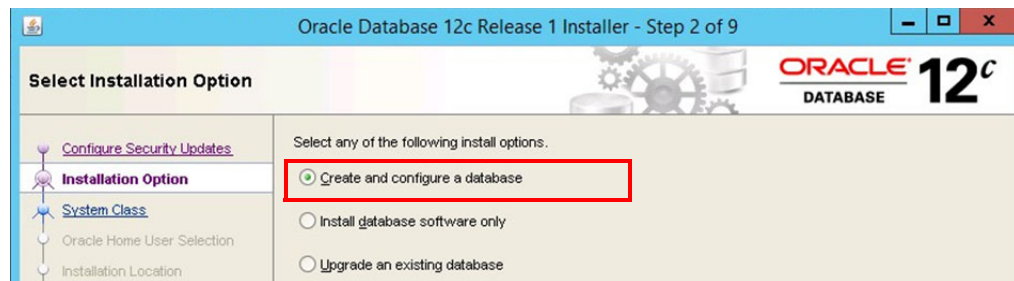 Oracle Database 12c Release 1 Installer - Step 2 of 9
Select Installation Option
ORACLE
DATABASE
12c
Configure Security Updates
Installation Option
System Class
Oracle Home User Selection
Installation Location
Select any of the following install options.
Create and configure a database
Install database software only
Upgrade an existing database